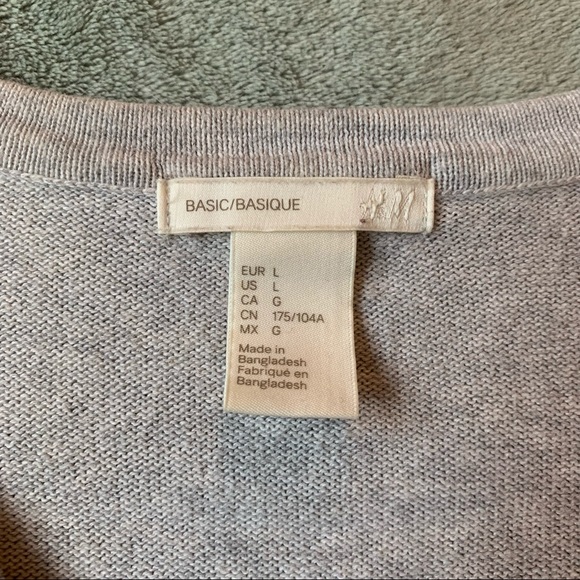 BASIC/BASIQUE H&M
EUR L
US L
CA G
CN 175/104A
MX G
Made in
Bangladesh
Fabriqué en
Bangladesh